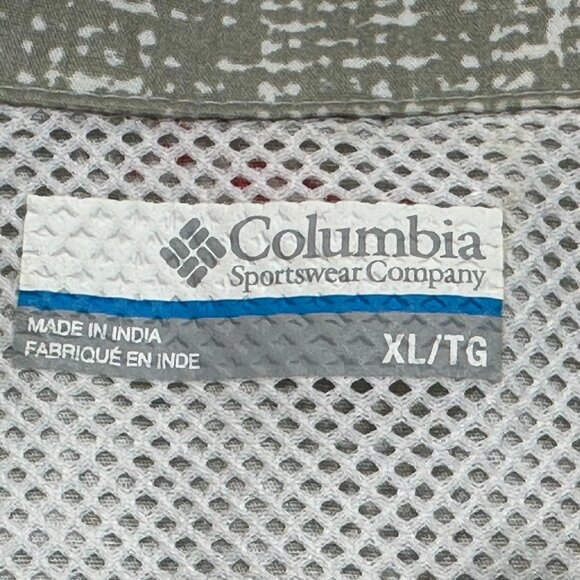 Columbia
Sportswear Company
MADE IN INDIA
FABRIQUÉ EN INDE
XL/TG